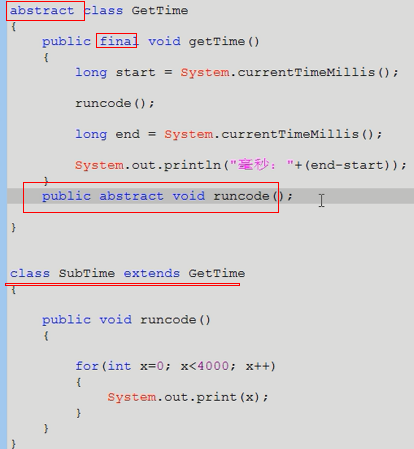 abstract class GetTime
{
public final void getTime()
{
long start = System.currentTimeMillis();
runcode();
long end = System.currentTimeMillis();
System.out.println("毫秒："+(end-start));
}
public abstract void runcode();
}
class SubTime extends GetTime
{
public void runcode()
{
for(int x=0; x<4000; x++)
{
System.out.print(x);
}
}
}